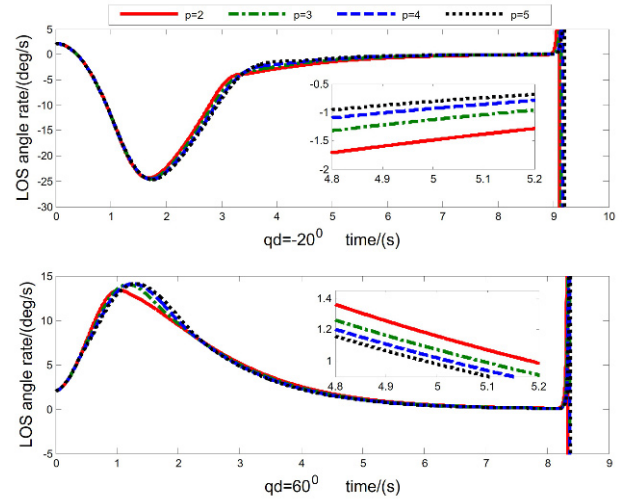 p=2 p=3 p=4 p=5
5
0
-5
-10
-15
-20
-25
-30
LOS angle rate/(deg/s)
-0.5
-1
-1.5
-2
4.8 4.9 5 5.1 5.2
0 1 2 3 4 5 6 7 8 9 10
qd=-20⁰ time/(s)
15
10
5
0
-5
LOS angle rate/(deg/s)
1.4
1.2
1
4.8 4.9 5 5.1 5.2
0 1 2 3 4 5 6 7 8 9
qd=60⁰ time/(s)